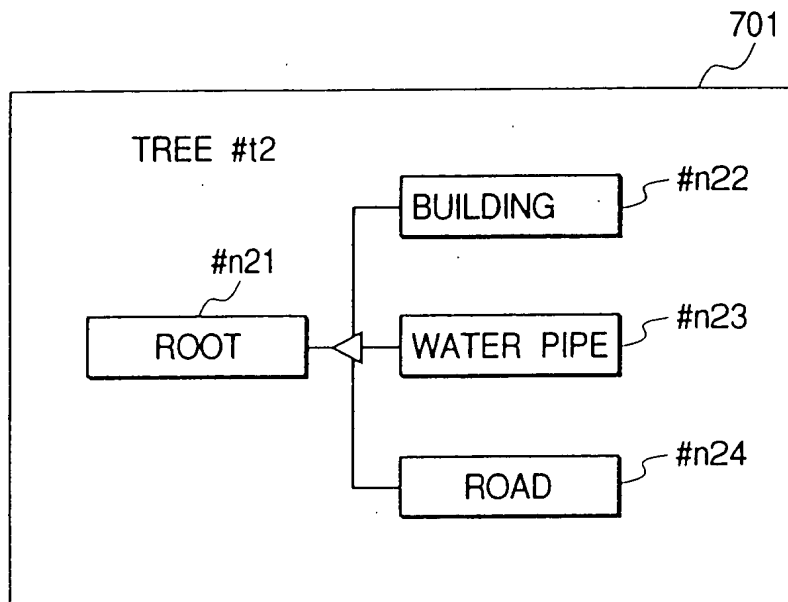 701
TREE #t2
#n22
BUILDING
#n21
#n23
ROOT
WATER PIPE
#n24
ROAD